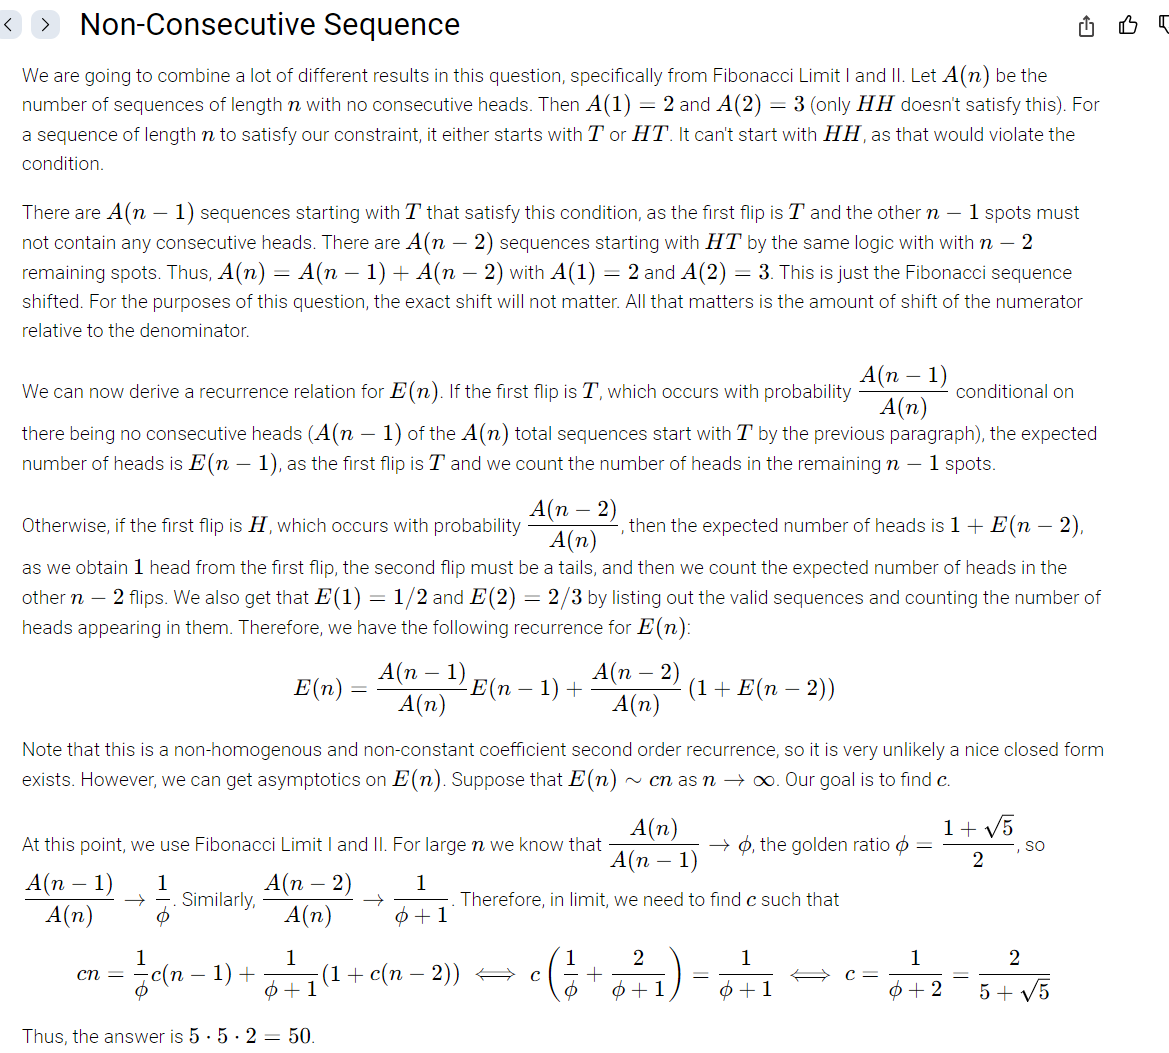 Non-Consecutive Sequence
We are going to combine a lot of different results in this question, specifically from Fibonacci Limit I and II. Let $A(n)$ be the
number of sequences of length $n$ with no consecutive heads. Then $A(1) = 2$ and $A(2) = 3$ (only $HH$ doesn't satisfy this). For
a sequence of length $n$ to satisfy our constraint, it either starts with $T$ or $HT$. It can't start with $HH$, as that would violate the
condition.
There are $A(n-1)$ sequences starting with $T$ that satisfy this condition, as the first flip is $T$ and the other $n-1$ spots must
not contain any consecutive heads. There are $A(n-2)$ sequences starting with $HT$ by the same logic with with $n-2$
remaining spots. Thus, $A(n) = A(n-1) + A(n-2)$ with $A(1) = 2$ and $A(2) = 3$. This is just the Fibonacci sequence
shifted. For the purposes of this question, the exact shift will not matter. All that matters is the amount of shift of the numerator
relative to the denominator.
We can now derive a recurrence relation for $E(n)$. If the first flip is $T$, which occurs with probability $\frac{A(n-1)}{A(n)}$ conditional on
there being no consecutive heads ($A(n-1)$ of the $A(n)$ total sequences start with $T$ by the previous paragraph), the expected
number of heads is $E(n-1)$, as the first flip is $T$ and we count the number of heads in the remaining $n-1$ spots.
Otherwise, if the first flip is $H$, which occurs with probability $\frac{A(n-2)}{A(n)}$, then the expected number of heads is $1 + E(n-2)$,
as we obtain $1$ head from the first flip, the second flip must be a tails, and then we count the expected number of heads in the
other $n-2$ flips. We also get that $E(1) = 1/2$ and $E(2) = 2/3$ by listing out the valid sequences and counting the number of
heads appearing in them. Therefore, we have the following recurrence for $E(n)$:
$E(n) = \frac{A(n-1)}{A(n)} E(n-1) + \frac{A(n-2)}{A(n)} (1 + E(n-2))$
Note that this is a non-homogenous and non-constant coefficient second order recurrence, so it is very unlikely a nice closed form
exists. However, we can get asymptotics on $E(n)$. Suppose that $E(n) \sim cn$ as $n \to \infty$. Our goal is to find $c$.
At this point, we use Fibonacci Limit I and II. For large $n$ we know that $\frac{A(n)}{A(n-1)} \to \phi$, the golden ratio $\phi = \frac{1+\sqrt{5}}{2}$, so
$\frac{A(n-1)}{A(n)} \to \frac{1}{\phi}$. Similarly, $\frac{A(n-2)}{A(n)} \to \frac{1}{\phi+1}$. Therefore, in limit, we need to find $c$ such that
$cn = \frac{1}{\phi} c(n-1) + \frac{1}{\phi+1}(1 + c(n-2)) \iff c\left(\frac{1}{\phi} + \frac{2}{\phi+1}\right) = \frac{1}{\phi+1} \iff c = \frac{1}{\phi+2} = \frac{2}{5+\sqrt{5}}$
Thus, the answer is $5 \cdot 5 \cdot 2 = 50$.